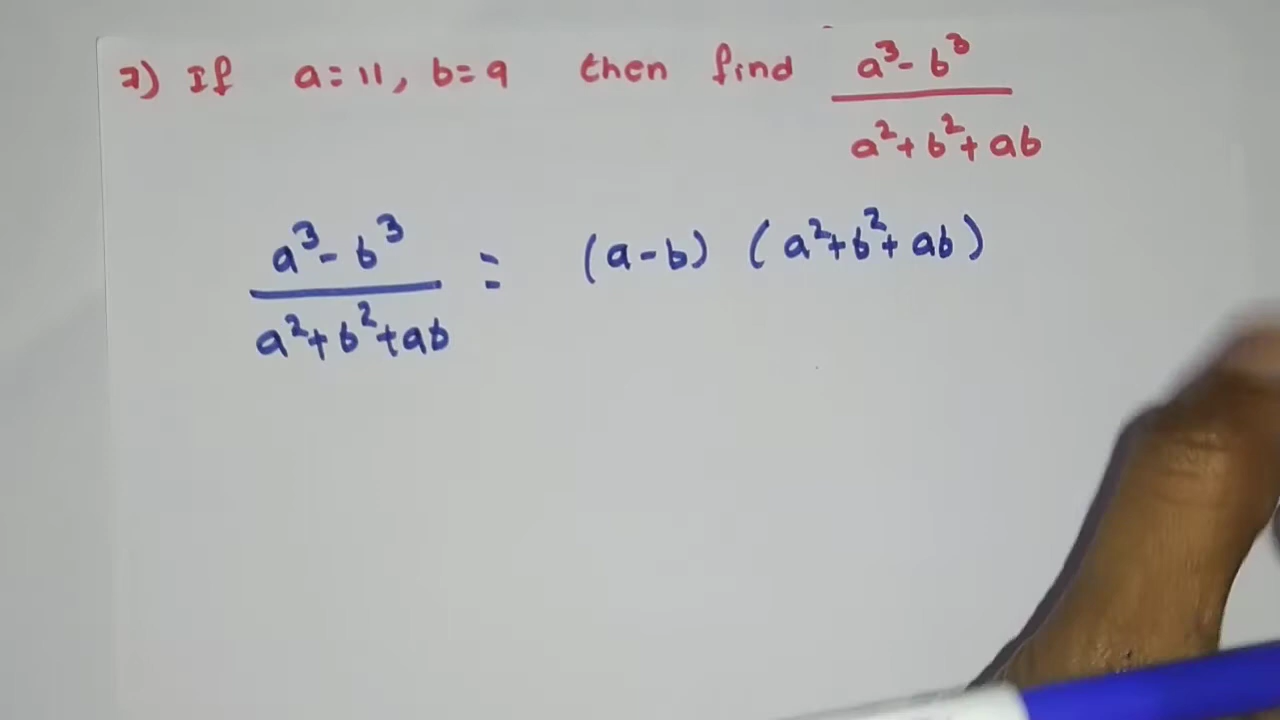 7) If a = 11, b = 9 then find a³ - b³ / a² + b² + ab
a³ - b³ / a² + b² + ab = (a - b) (a² + b² + ab)